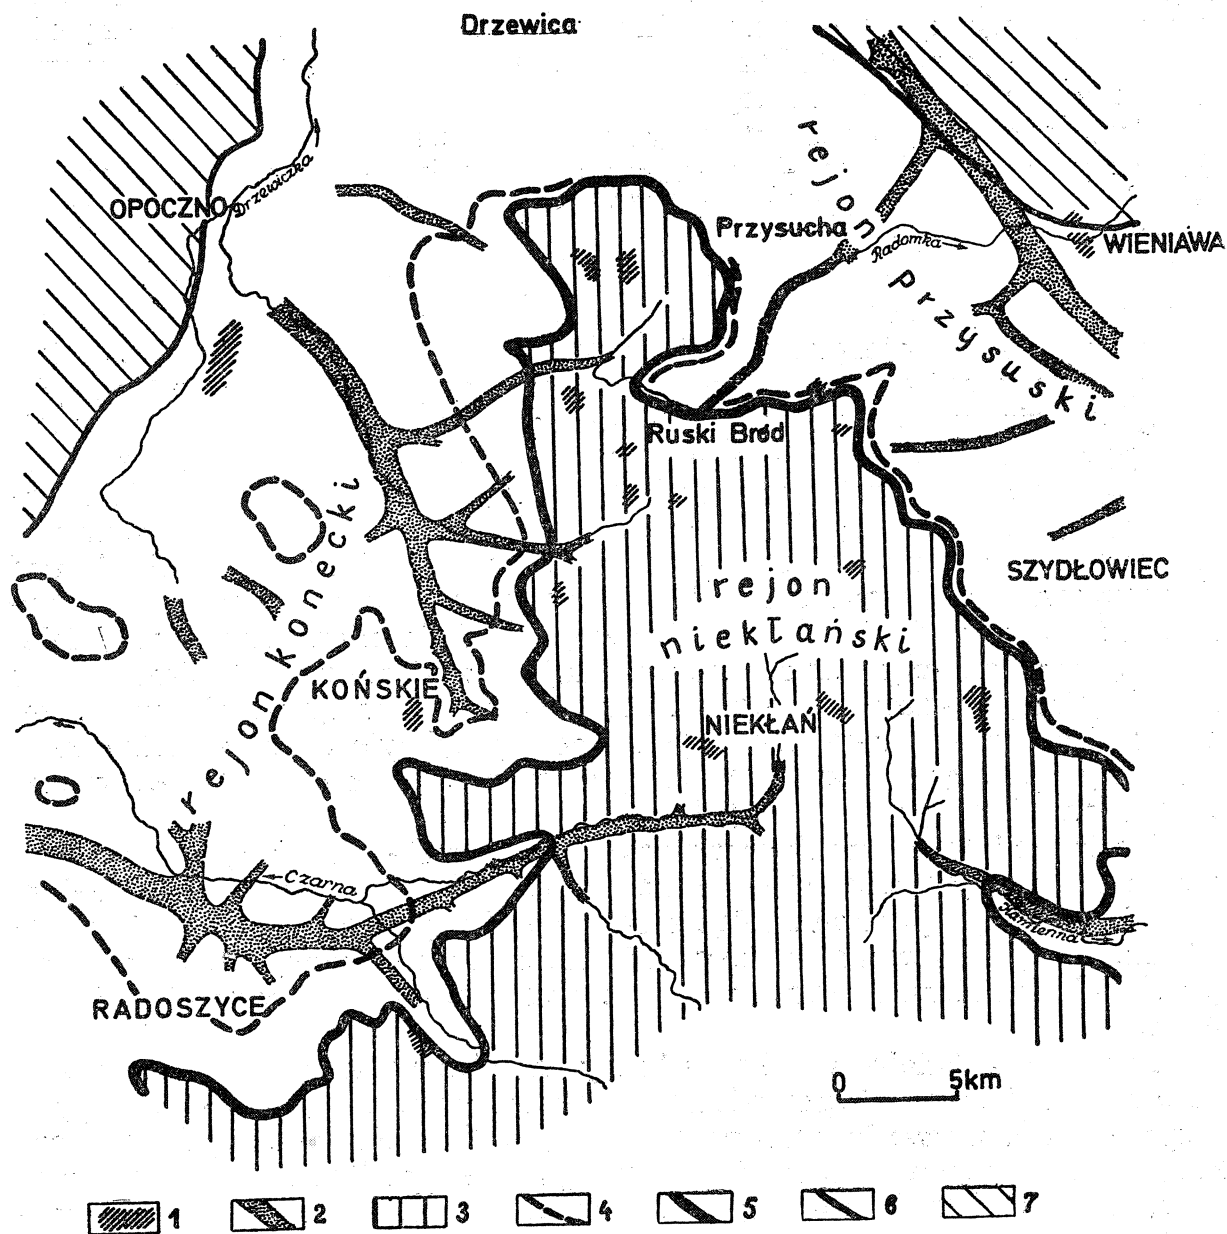 Drzewica
OPOCZNO
Drzewiczka
rejon przysuski
Przysucha
Radomka
WIENIAWA
Ruski Bród
SZYDŁOWIEC
rejon konecki
rejon
niekłański
KOŃSKIE
NIEKŁAŃ
Czarna
Kamienna
RADOSZYCE
0 5km
1 2 3 4 5 6 7